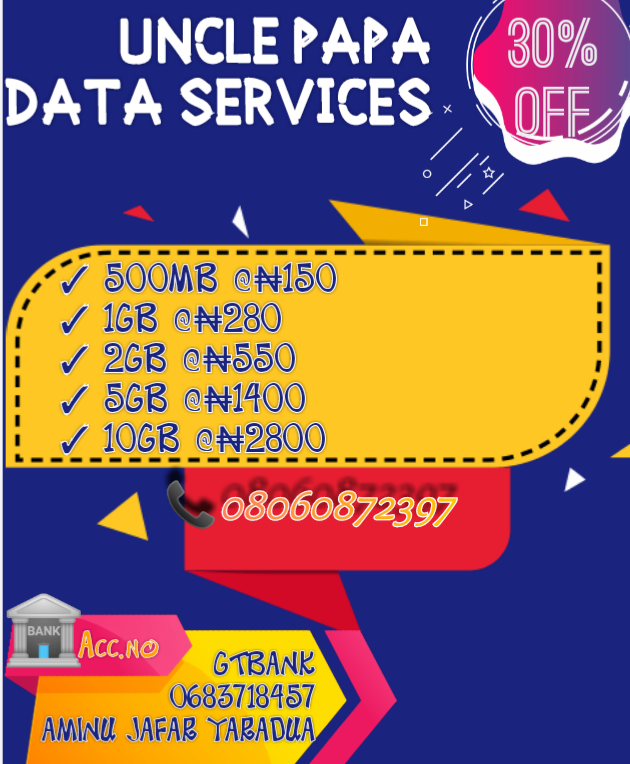 UNCLE PAPA
DATA SERVICES
30%
OFF
✓ 500MB @₦150
✓ 1GB @₦280
✓ 2GB @₦550
✓ 5GB @₦1400
✓ 10GB @₦2800
08060872397
BANK
ACC.NO
GTBANK
0683718457
AMINU JAFAR YARADUA